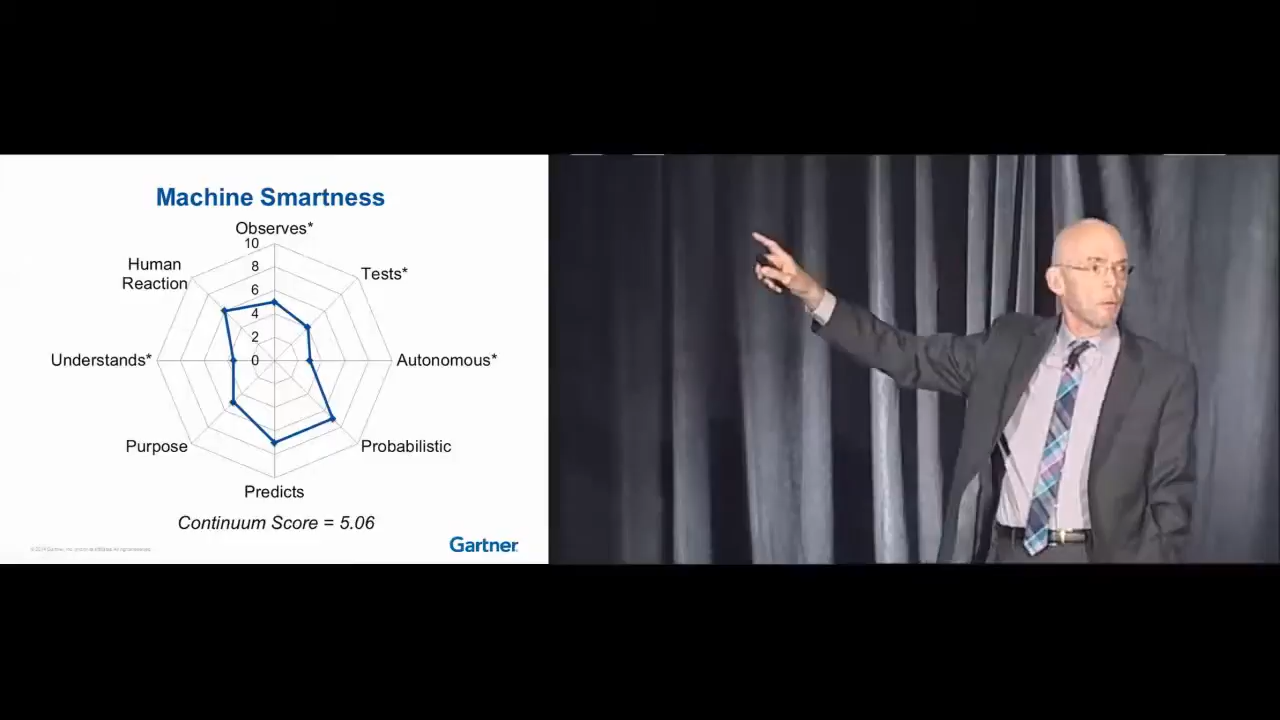 Machine Smartness
Observes*
10
8
6
4
2
0
Human
Reaction
Tests*
Understands*
Autonomous*
Purpose
Probabilistic
Predicts
Continuum Score = 5.06
Gartner